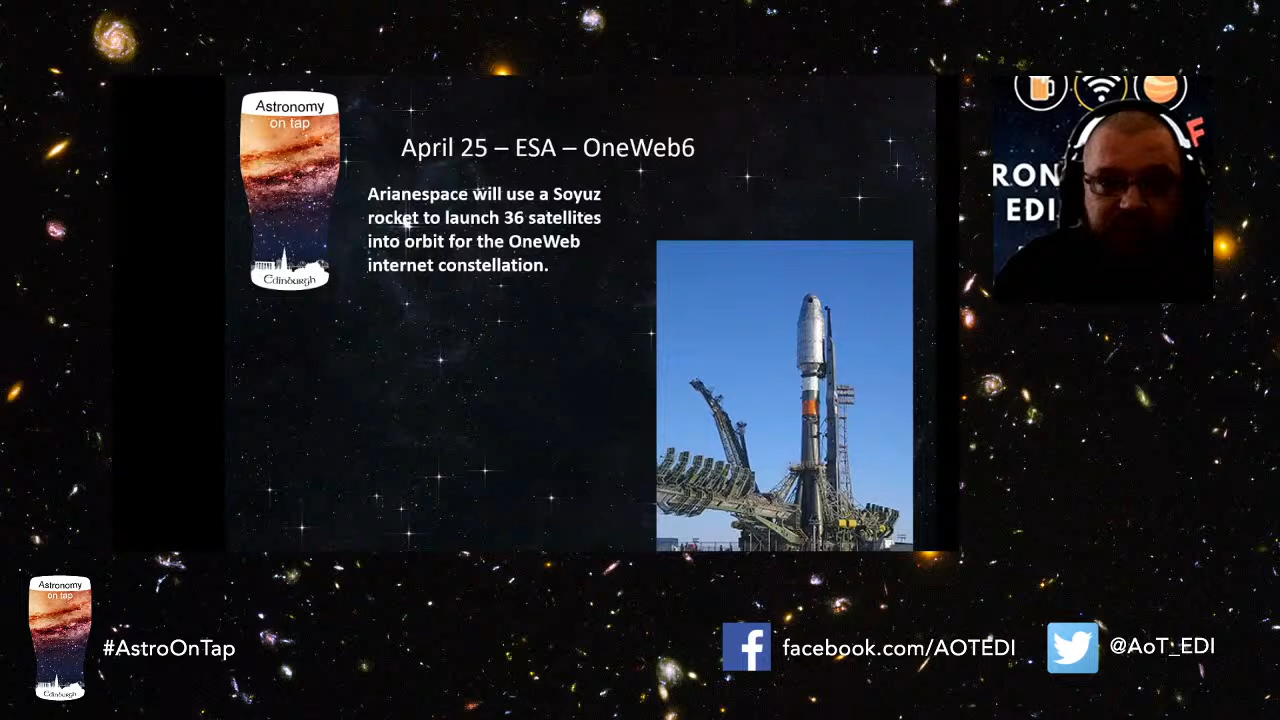 Astronomy
on tap
Edinburgh
April 25 – ESA – OneWeb6
Arianespace will use a Soyuz
rocket to launch 36 satellites
into orbit for the OneWeb
internet constellation.
RON
EDI
F
Astronomy
on tap
Edinburgh
#AstroOnTap
facebook.com/AOTEDI
@AoT_EDI